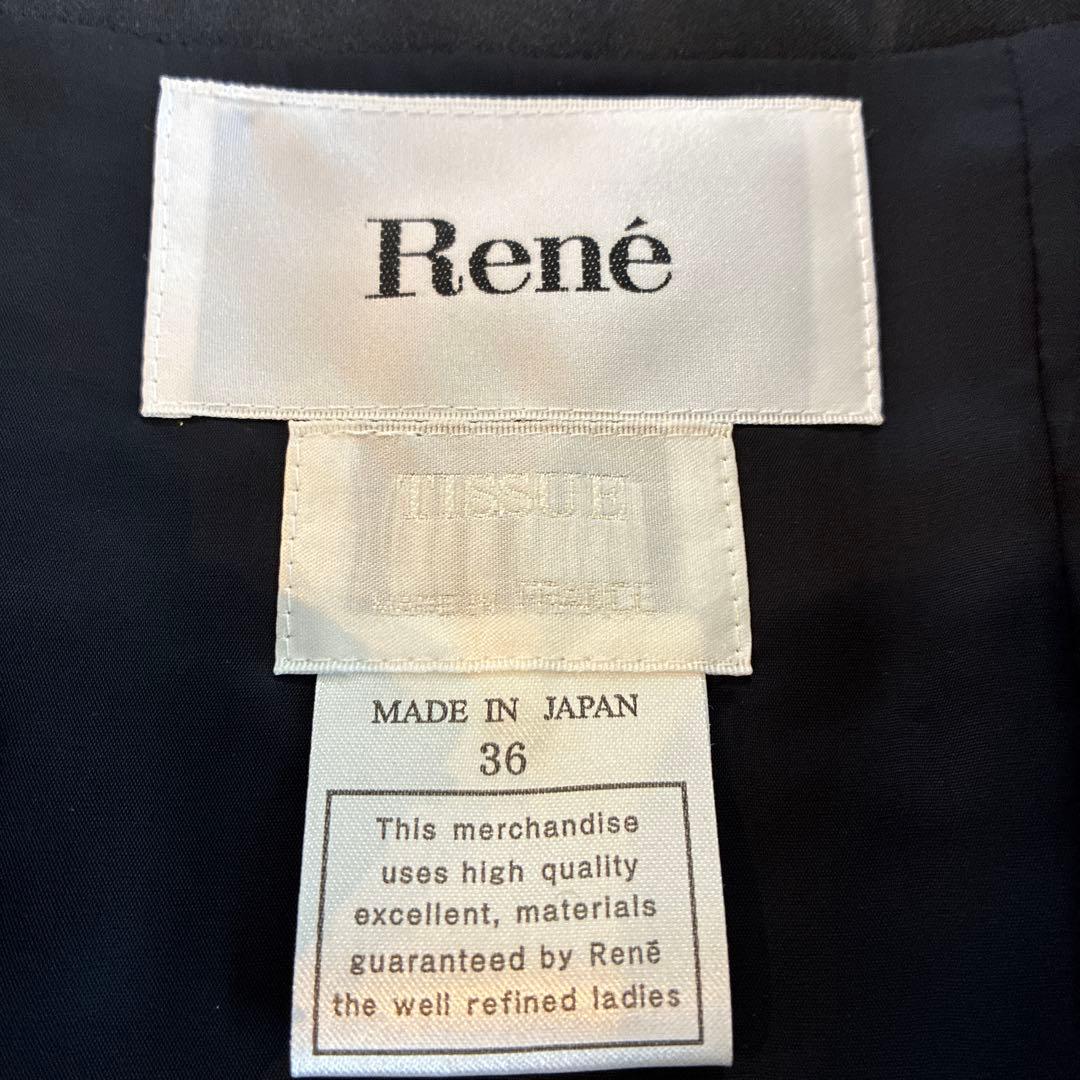 René
TISSUE
MADE IN FRANCE
MADE IN JAPAN
36
This merchandise
uses high quality
excellent, materials
guaranteed by René
the well refined ladies